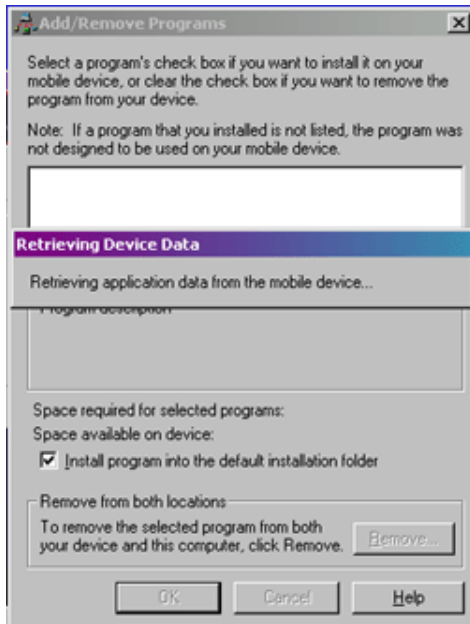 Add/Remove Programs
Select a program's check box if you want to install it on your
mobile device, or clear the check box if you want to remove the
program from your device.
Note: If a program that you installed is not listed, the program was
not designed to be used on your mobile device.
Retrieving Device Data
Retrieving application data from the mobile device...
Program description
Space required for selected programs:
Space available on device:
Install program into the default installation folder
Remove from both locations
To remove the selected program from both
your device and this computer, click Remove.
Remove...
OK
Cancel
Help